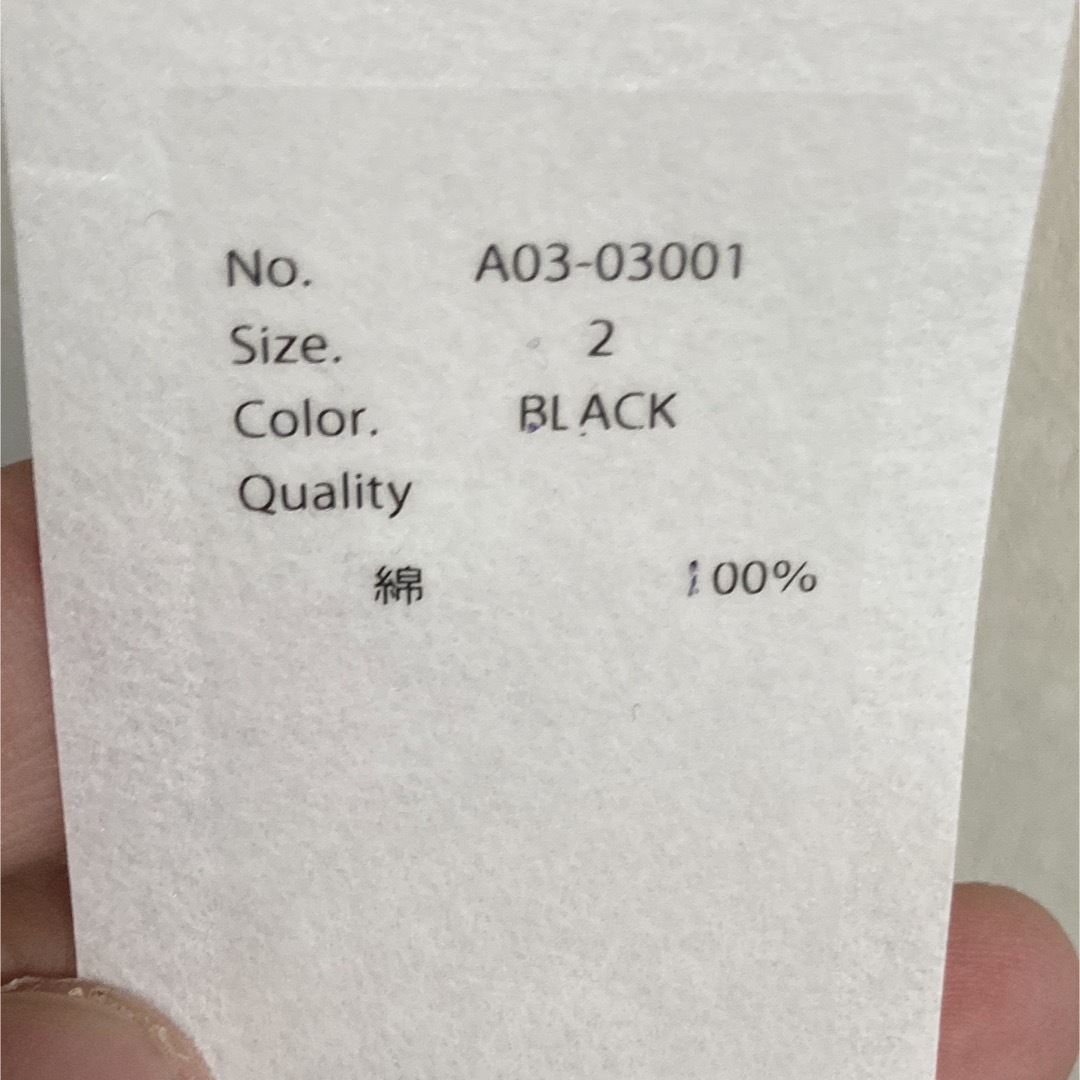 No. A03-03001
Size. 2
Color. BLACK
Quality
綿 100%